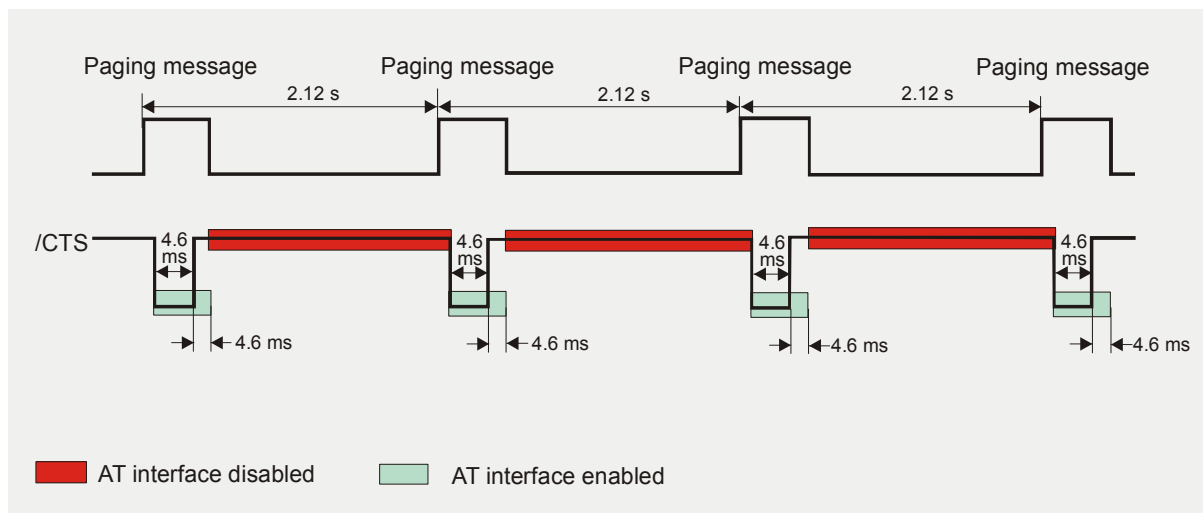 Paging message Paging message Paging message Paging message
2.12 s 2.12 s 2.12 s
/CTS
4.6 4.6 4.6 4.6
ms ms ms ms
4.6 ms 4.6 ms 4.6 ms 4.6 ms
AT interface disabled AT interface enabled